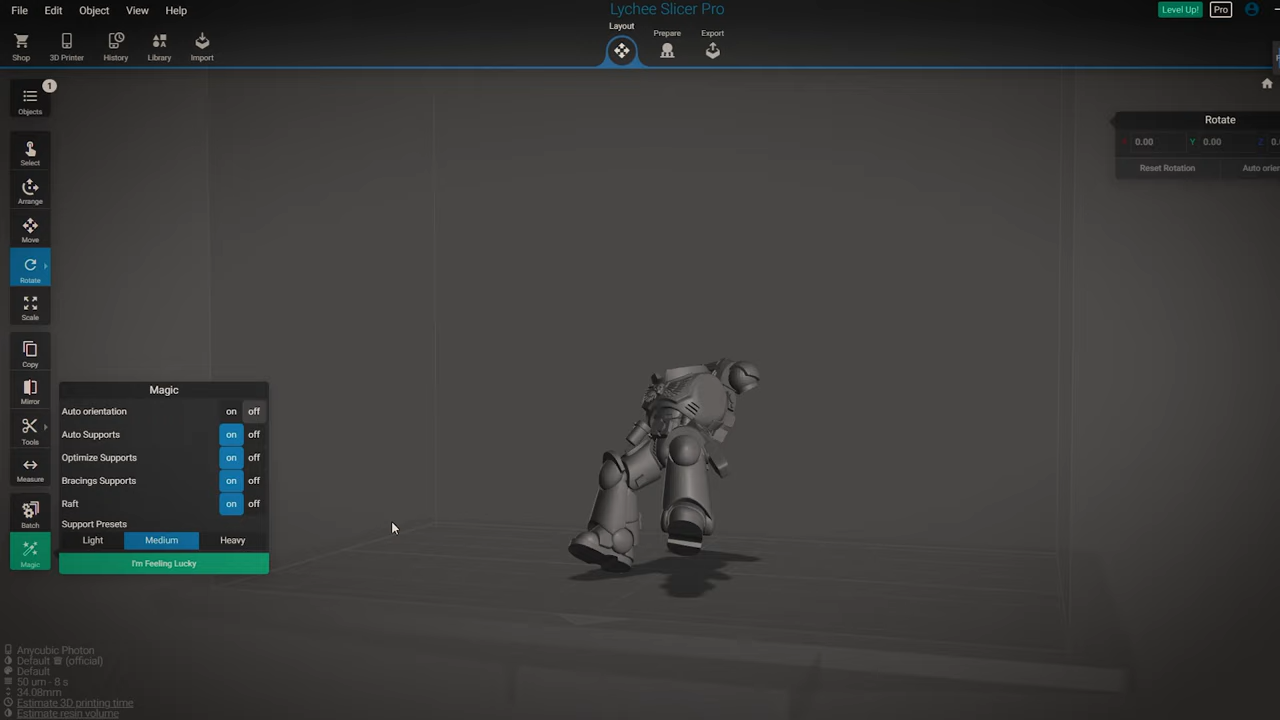 Lychee Slicer Pro
File Edit Object View Help
Level Up! Pro
Layout Prepare Export
Shop 3D Printer History Library Import
Objects 1
Select
Arrange
Move
Rotate
Scale
Copy
Mirror
Tools
Measure
Batch
Magic
Rotate
X 0.00 Y 0.00 Z 0.
Reset Rotation Auto orien
Magic
Auto orientation on off
Auto Supports on off
Optimize Supports on off
Bracings Supports on off
Raft on off
Support Presets
Light Medium Heavy
I'm Feeling Lucky
Anycubic Photon
Default (official)
Default
50 um - 8 s
34.08mm
Estimate 3D printing time
Estimate resin volume